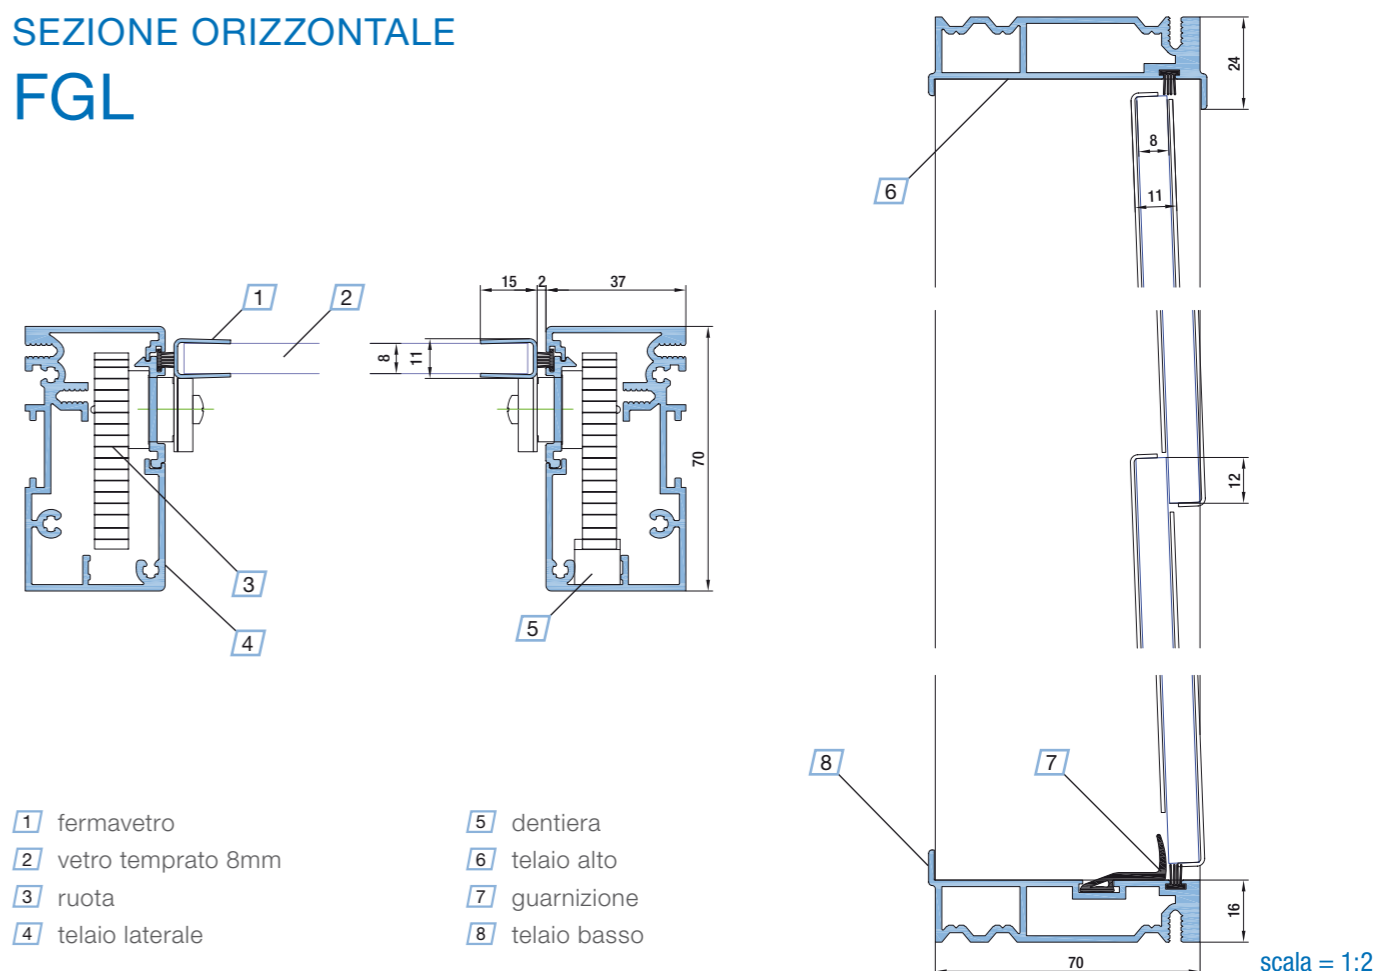 SEZIONE ORIZZONTALE
FGL
24
8
11
6
1
2
15
2
37
8
11
70
12
3
4
5
8
7
16
70
1 fermavetro
2 vetro temprato 8mm
3 ruota
4 telaio laterale
5 dentiera
6 telaio alto
7 guarnizione
8 telaio basso
scala = 1:2